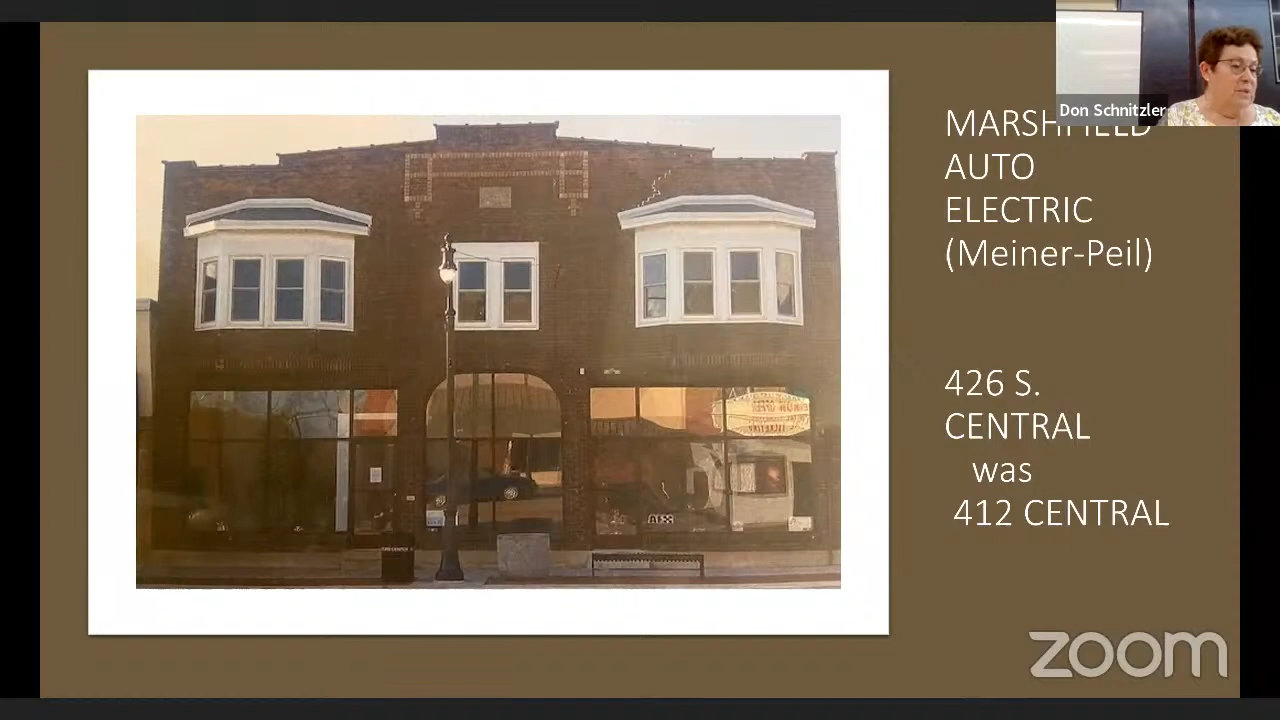 Don Schnitzler
MARSHFIELD
AUTO
ELECTRIC
(Meiner-Peil)
426 S.
CENTRAL
was
412 CENTRAL
zoom